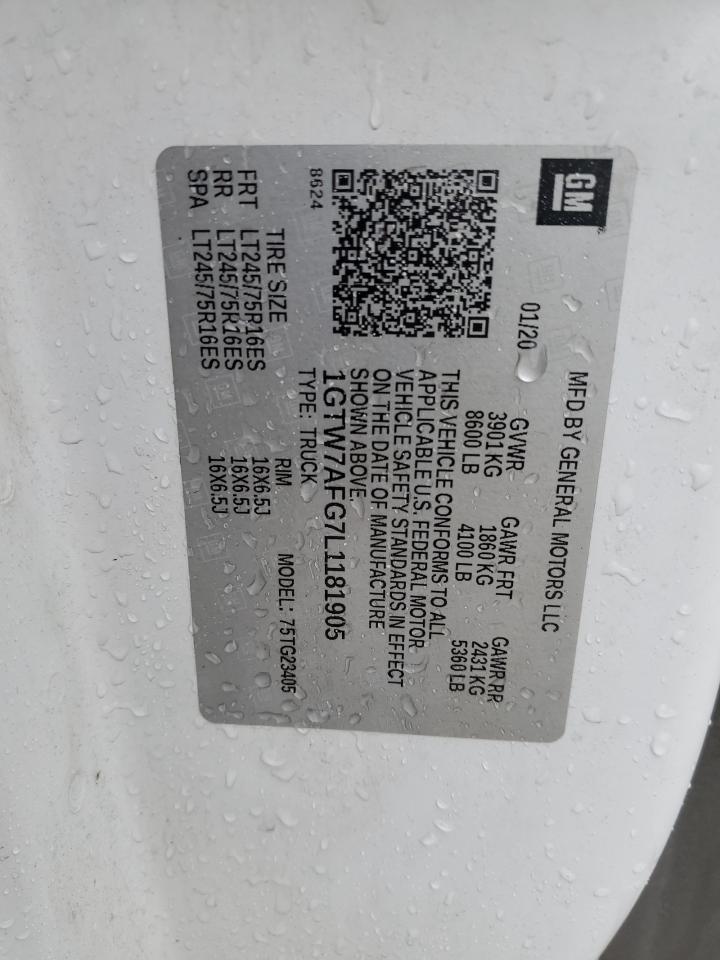 GM
MFD BY GENERAL MOTORS LLC
01/20
GVWR GAWR FRT GAWR RR
3901 KG 1860 KG 2431 KG
8600 LB 4100 LB 5360 LB
THIS VEHICLE CONFORMS TO ALL
APPLICABLE U.S. FEDERAL MOTOR
VEHICLE SAFETY STANDARDS IN EFFECT
ON THE DATE OF MANUFACTURE
SHOWN ABOVE.
1GTW7AFG7L1181905
8624
TYPE: TRUCK MODEL: 75TG23405
TIRE SIZE RIM
FRT LT245/75R16ES 16X6.5J
RR LT245/75R16ES 16X6.5J
SPA LT245/75R16ES 16X6.5J